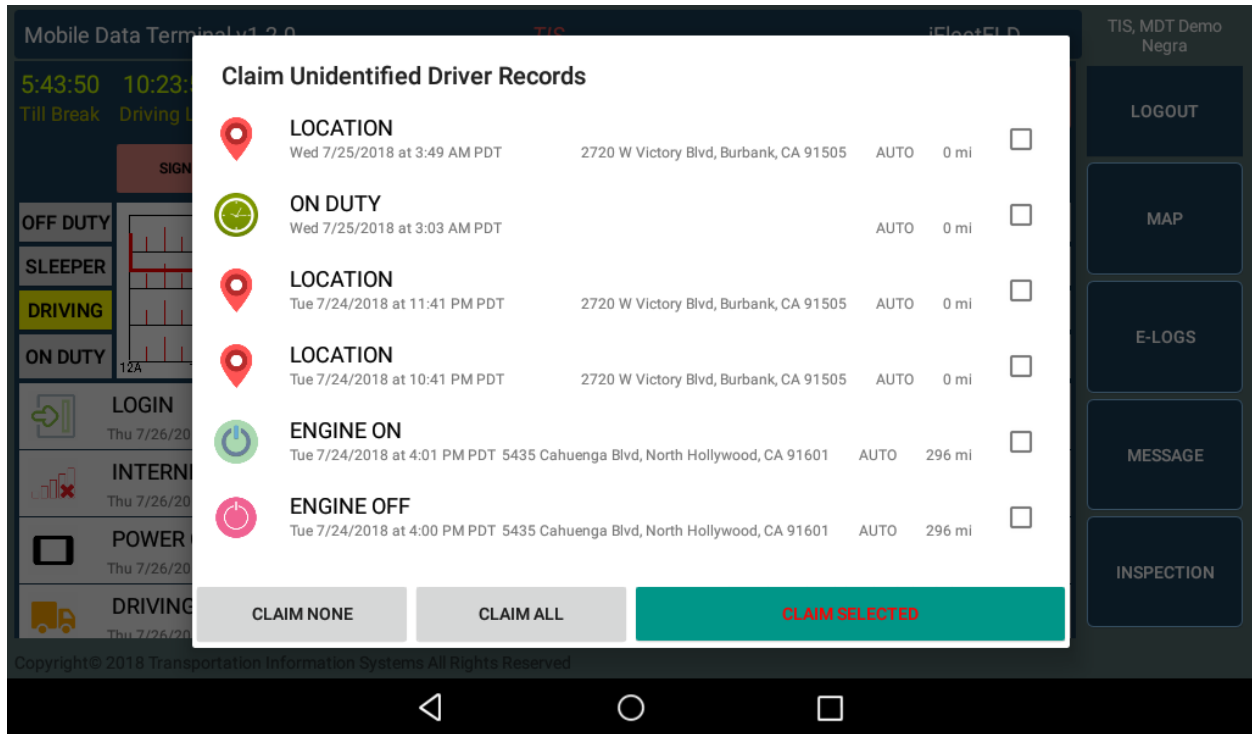 Mobile Data Terminal v1.2.0
TIS
iFleetELD
TIS, MDT Demo
Negra
5:43:50
10:23:
Till Break
Driving L
SIGN
OFF DUTY
SLEEPER
DRIVING
ON DUTY
12A
LOGIN
Thu 7/26/20
INTERN
Thu 7/26/20
POWER
Thu 7/26/20
DRIVING
Thu 7/26/20
Claim Unidentified Driver Records
LOCATION
Wed 7/25/2018 at 3:49 AM PDT 2720 W Victory Blvd, Burbank, CA 91505 AUTO 0 mi
ON DUTY
Wed 7/25/2018 at 3:03 AM PDT AUTO 0 mi
LOCATION
Tue 7/24/2018 at 11:41 PM PDT 2720 W Victory Blvd, Burbank, CA 91505 AUTO 0 mi
LOCATION
Tue 7/24/2018 at 10:41 PM PDT 2720 W Victory Blvd, Burbank, CA 91505 AUTO 0 mi
ENGINE ON
Tue 7/24/2018 at 4:01 PM PDT 5435 Cahuenga Blvd, North Hollywood, CA 91601 AUTO 296 mi
ENGINE OFF
Tue 7/24/2018 at 4:00 PM PDT 5435 Cahuenga Blvd, North Hollywood, CA 91601 AUTO 296 mi
CLAIM NONE
CLAIM ALL
CLAIM SELECTED
LOGOUT
MAP
E-LOGS
MESSAGE
INSPECTION
Copyright© 2018 Transportation Information Systems All Rights Reserved